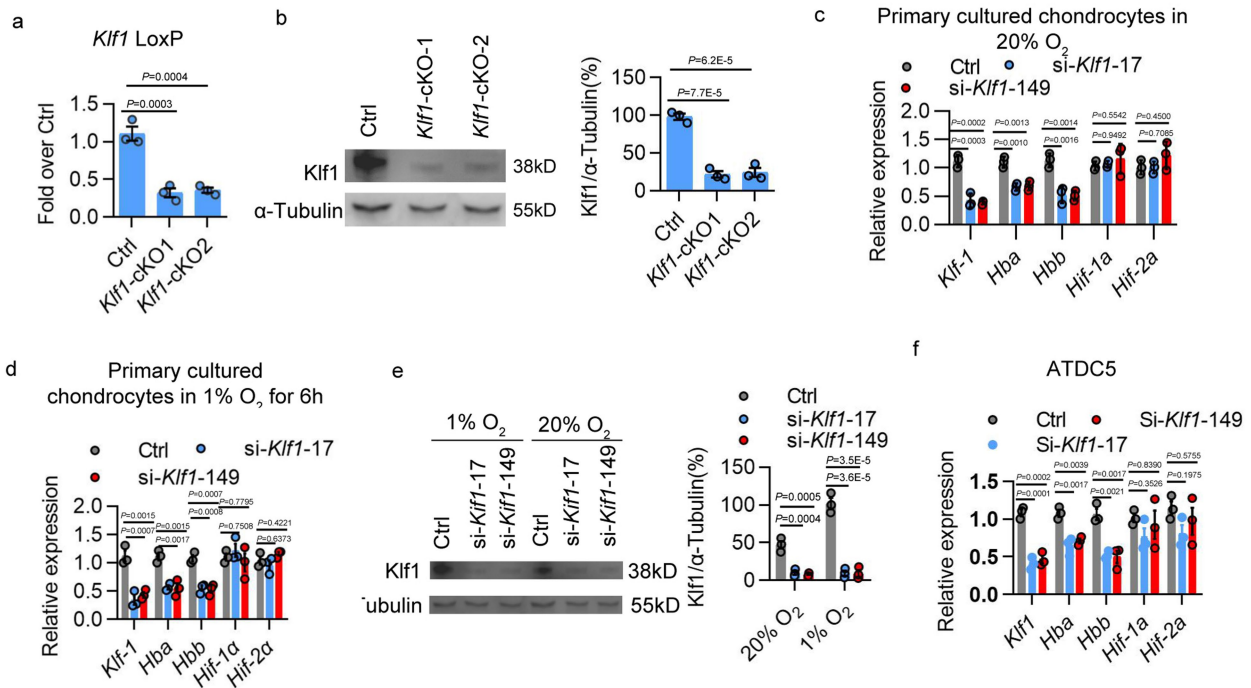 a
Klf1 LoxP
P=0.0004
P=0.0003
Fold over Ctrl
1.5
1.0
0.5
0.0
Ctrl
Klf1-cKO1
Klf1-cKO2
b
Ctrl
Klf1-cKO-1
Klf1-cKO-2
Klf1
38kD
α-Tubulin
55kD
P=6.2E-5
P=7.7E-5
Klf1/α-Tubulin(%)
150
100
50
0
Ctrl
Klf1-cKO1
Klf1-cKO2
c
Primary cultured chondrocytes in
20% O2
Ctrl
si-Klf1-17
si-Klf1-149
Relative expression
2.0
1.5
1.0
0.5
0.0
P=0.0002
P=0.0003
P=0.0013
P=0.0010
P=0.0014
P=0.0016
P=0.5542
P=0.9492
P=0.4500
P=0.7085
Klf-1
Hba
Hbb
Hif-1a
Hif-2a
d
Primary cultured
chondrocytes in 1% O2 for 6h
Ctrl
si-Klf1-17
si-Klf1-149
Relative expression
2.0
1.5
1.0
0.5
0.0
P=0.0015
P=0.0007
P=0.0015
P=0.0017
P=0.0007
P=0.0008
P=0.7795
P=0.7508
P=0.4221
P=0.6373
Klf-1
Hba
Hbb
Hif-1α
Hif-2α
e
1% O2
20% O2
Ctrl
si-Klf1-17
si-Klf1-149
Ctrl
si-Klf1-17
si-Klf1-149
Klf1
38kD
Tubulin
55kD
Ctrl
si-Klf1-17
si-Klf1-149
Klf1/α-Tubulin(%)
150
100
50
0
P=0.0005
P=0.0004
P=3.5E-5
P=3.6E-5
20% O2
1% O2
f
ATDC5
Ctrl
Si-Klf1-149
Si-Klf1-17
Relative expression
1.5
1.0
0.5
0.0
P=0.0002
P=0.0001
P=0.0039
P=0.0017
P=0.0017
P=0.0021
P=0.8390
P=0.3526
P=0.5755
P=0.1975
Klf1
Hba
Hbb
Hif-1a
Hif-2a